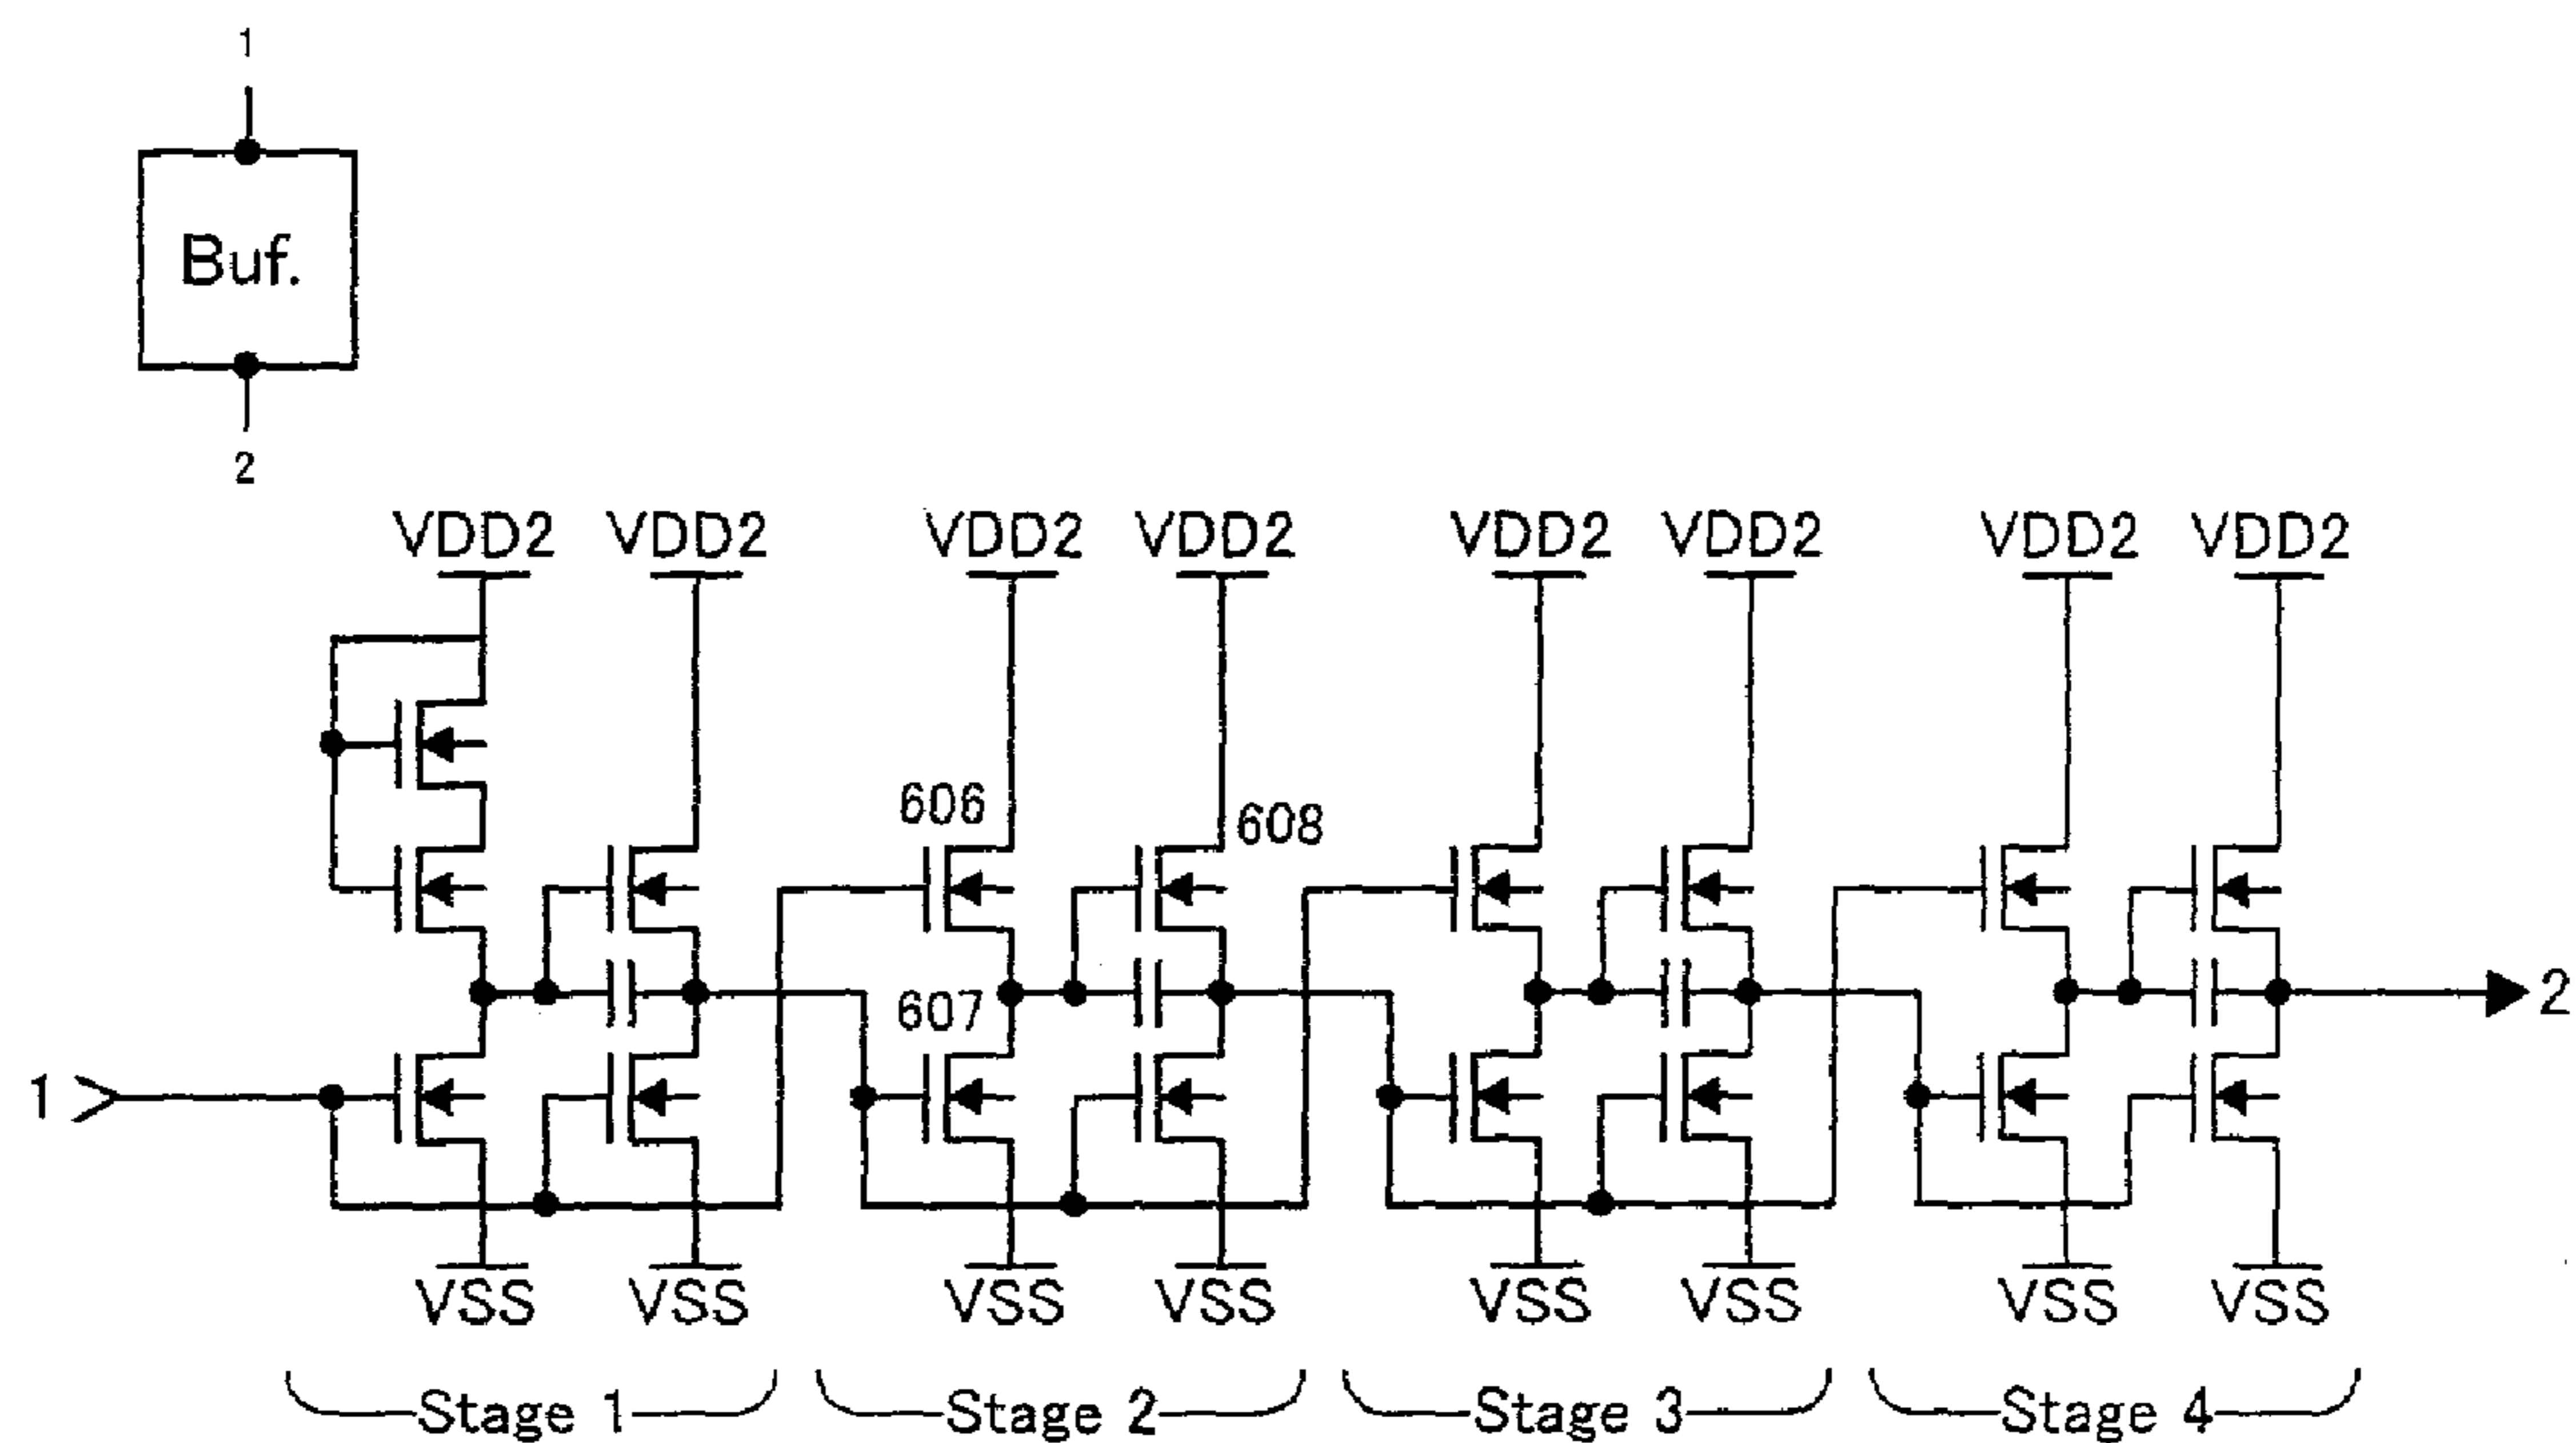 1
Buf.
2
VDD2 VDD2 VDD2 VDD2 VDD2 VDD2 VDD2 VDD2
606
608
607
1
2
VSS VSS VSS VSS VSS VSS VSS VSS
Stage 1 Stage 2 Stage 3 Stage 4